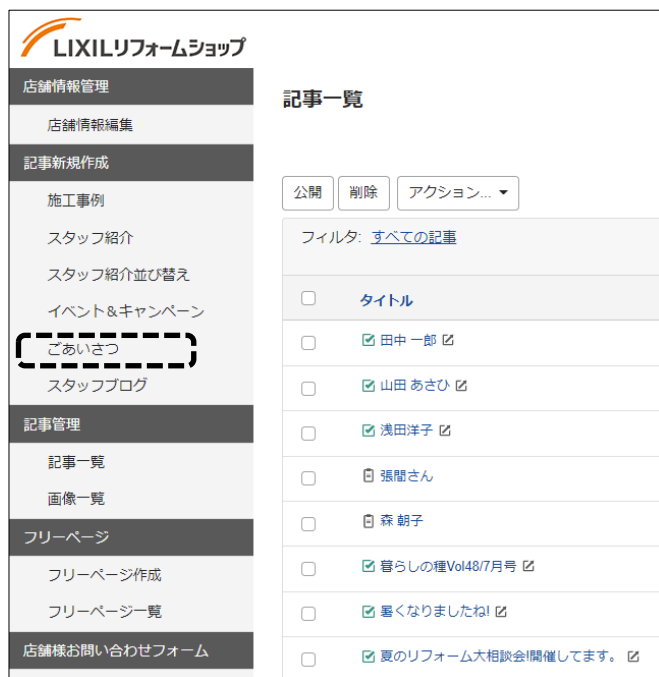 LIXILリフォームショップ
店舗情報管理
店舗情報編集
記事新規作成
施工事例
スタッフ紹介
スタッフ紹介並び替え
イベント&キャンペーン
ごあいさつ
スタッフブログ
記事管理
記事一覧
画像一覧
フリーページ
フリーページ作成
フリーページ一覧
店舗様お問い合わせフォーム
記事一覧
公開 削除 アクション...
フィルタ: すべての記事
タイトル
田中 一郎
山田 あさひ
浅田洋子
張間さん
森 朝子
暮らしの種Vol48/7月号
暑くなりましたね!
夏のリフォーム大相談会!開催してます。